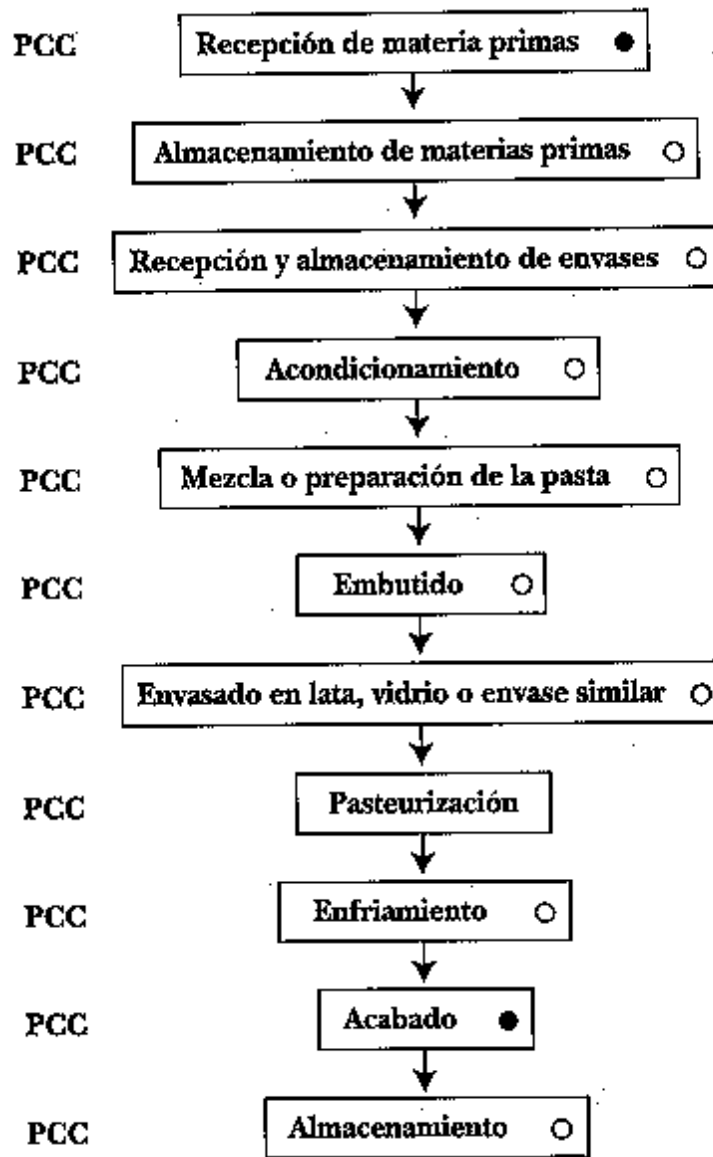 PCC Recepción de materia primas
PCC Almacenamiento de materias primas
PCC Recepción y almacenamiento de envases
PCC Acondicionamiento
PCC Mezcla o preparación de la pasta
PCC Embutido
PCC Envasado en lata, vidrio o envase similar
PCC Pasteurización
PCC Enfriamiento
PCC Acabado
PCC Almacenamiento